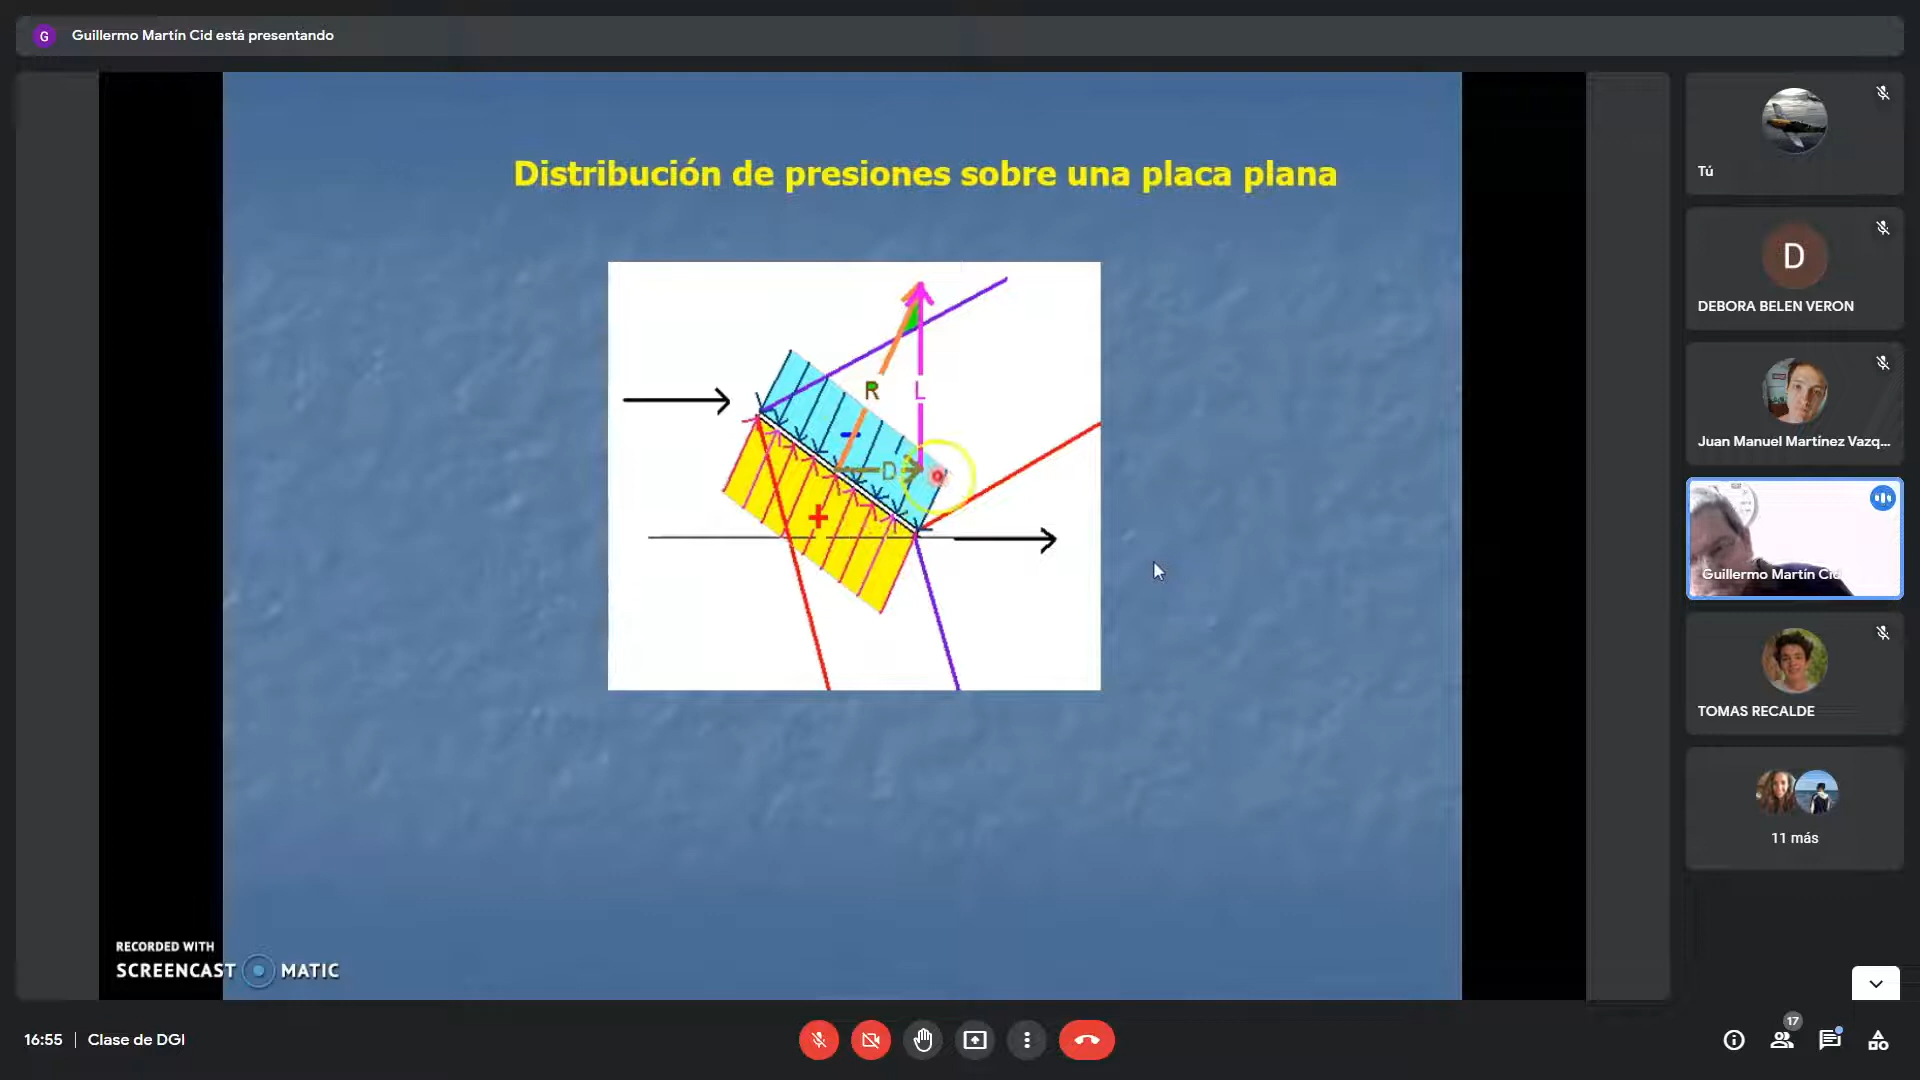 G Guillermo Martín Cid está presentando
Distribución de presiones sobre una placa plana
R
L
-
D
+
Tú
D
DEBORA BELEN VERON
Juan Manuel Martínez Vazq...
Guillermo Martín Cid
TOMAS RECALDE
11 más
RECORDED WITH
SCREENCAST MATIC
16:55 | Clase de DGI
17